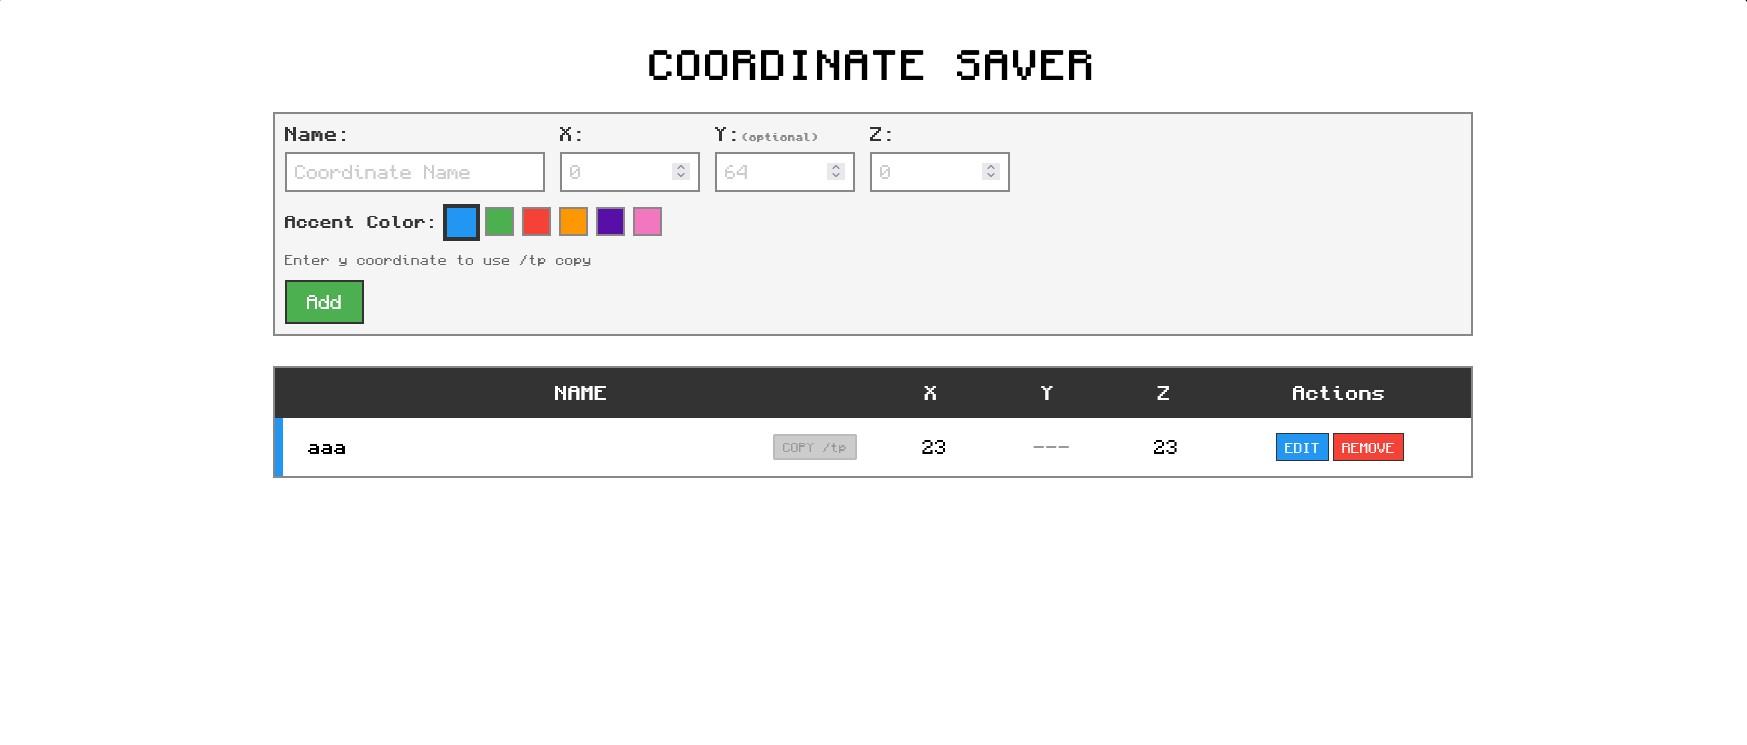 COORDINATE SAVER
Name: X: Y:(optional) Z:
Coordinate Name 0 64 0
Accent Color:
Enter y coordinate to use /tp copy
Add
NAME X Y Z Actions
aaa COPY /tp 23 --- 23 EDIT REMOVE